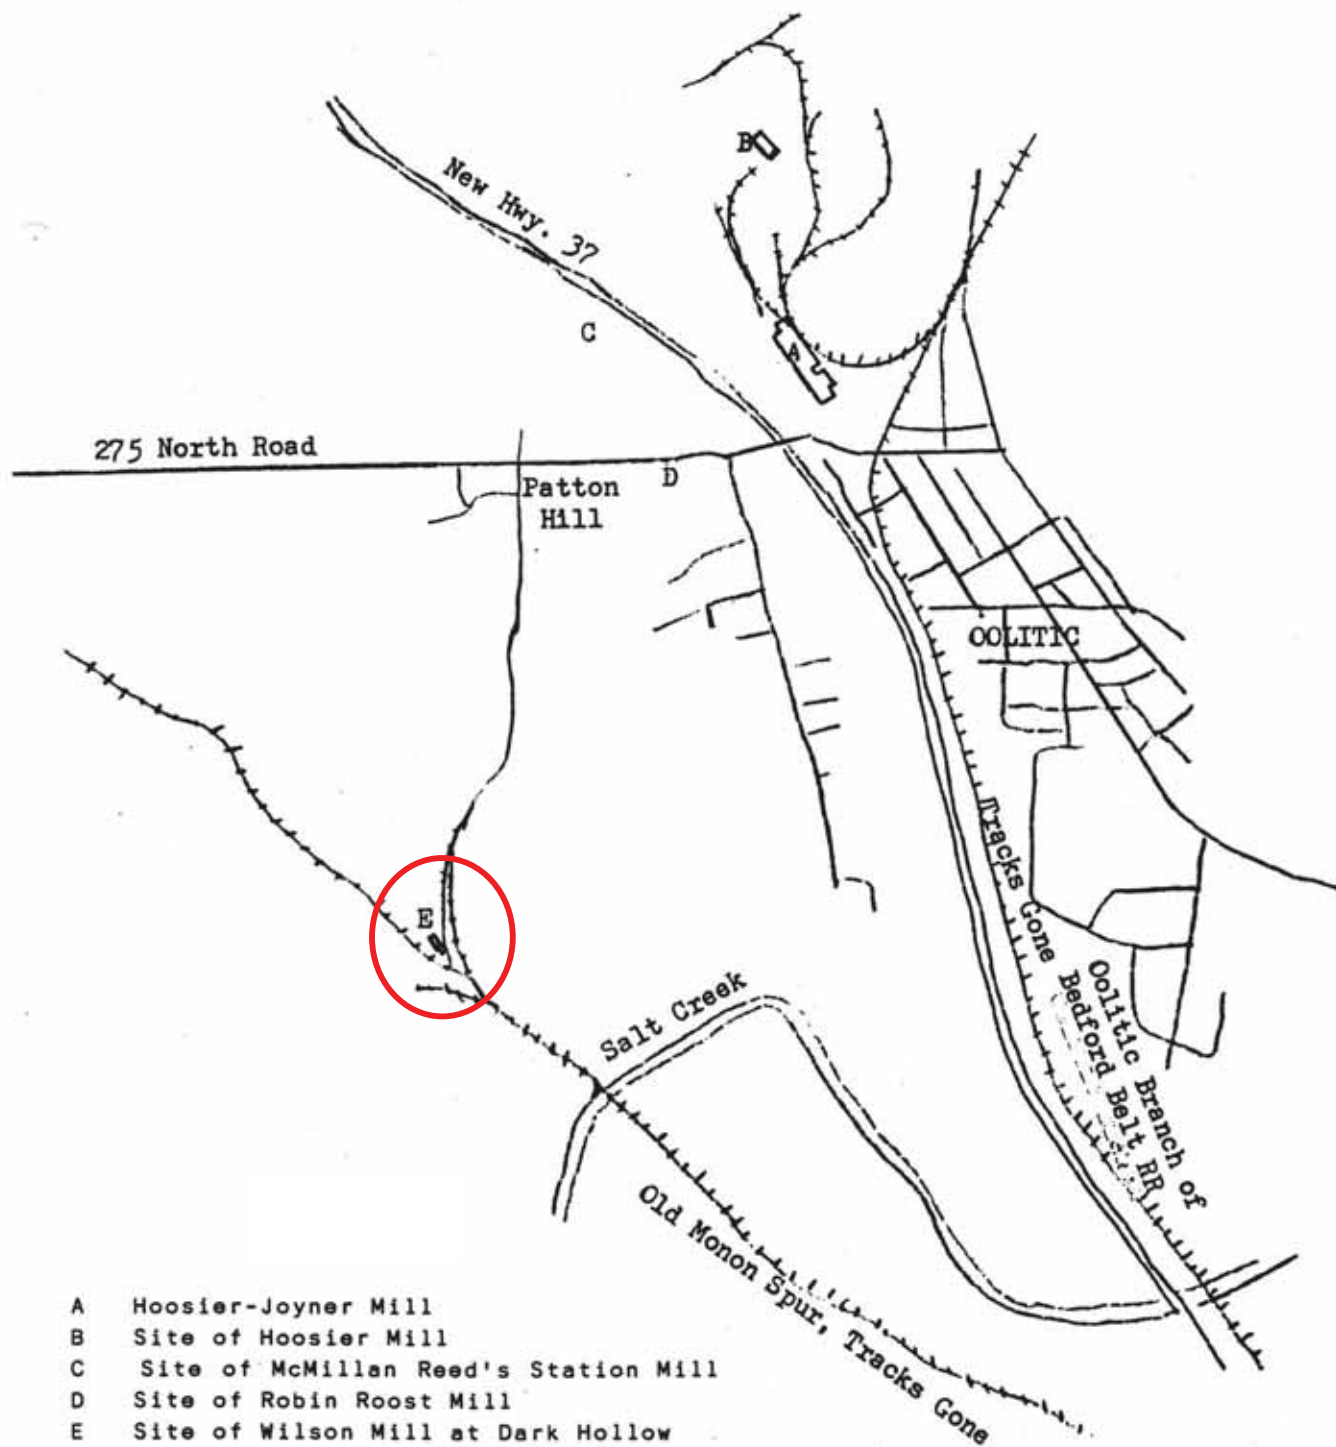 B
New Hwy. 37
C
A
275 North Road
D
Patton
Hill
OOLITIC
Tracks Gone
E
Oolitic Branch of
Bedford Belt RR
Salt Creek
Old Monon Spur, Tracks Gone
A Hoosier-Joyner Mill
B Site of Hoosier Mill
C Site of McMillan Reed's Station Mill
D Site of Robin Roost Mill
E Site of Wilson Mill at Dark Hollow